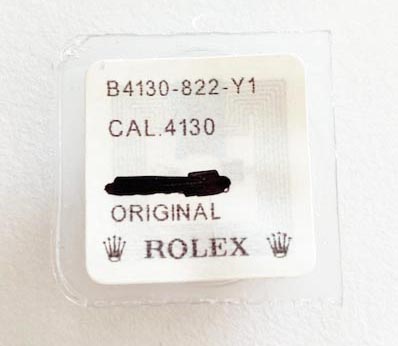 B4130-822-Y1
CAL.4130
ORIGINAL
ROLEX